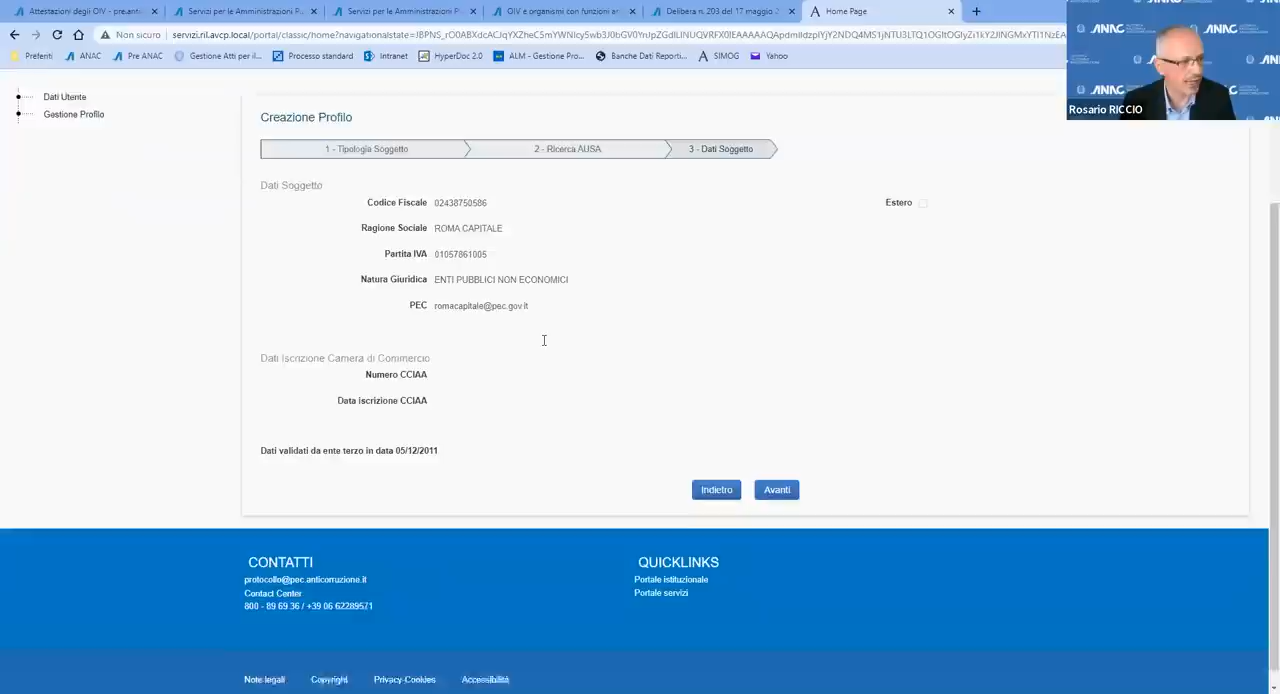 Attestazioni degli OIV - pre.anti
Servizi per le Amministrazioni P
Servizi per le Amministrazioni P
OIV e organismi con funzioni an
Delibera n. 203 del 17 maggio 2
Home Page
Non sicuro
Preferiti
ANAC
Pre ANAC
Gestione Atti per il...
Processo standard
Intranet
HyperDoc 2.0
ALM - Gestione Pro...
Banche Dati Reporti...
SIMOG
Yahoo
ANAC
Rosario RICCIO
Dati Utente
Gestione Profilo
Creazione Profilo
1 - Tipologia Soggetto
2 - Ricerca AUSA
3 - Dati Soggetto
Dati Soggetto
Codice Fiscale 02438750586
Estero
Ragione Sociale ROMA CAPITALE
Partita IVA 01057861005
Natura Giuridica ENTI PUBBLICI NON ECONOMICI
PEC romacapitale@pec.gov.it
Dati Iscrizione Camera di Commercio
Numero CCIAA
Data iscrizione CCIAA
Dati validati da ente terzo in data 05/12/2011
Indietro
Avanti
CONTATTI
protocollo@pec.anticorruzione.it
Contact Center
800 - 89 69 36 / +39 06 62289571
QUICKLINKS
Portale istituzionale
Portale servizi
Note legali
Copyright
Privacy-Cookies
Accessibilità